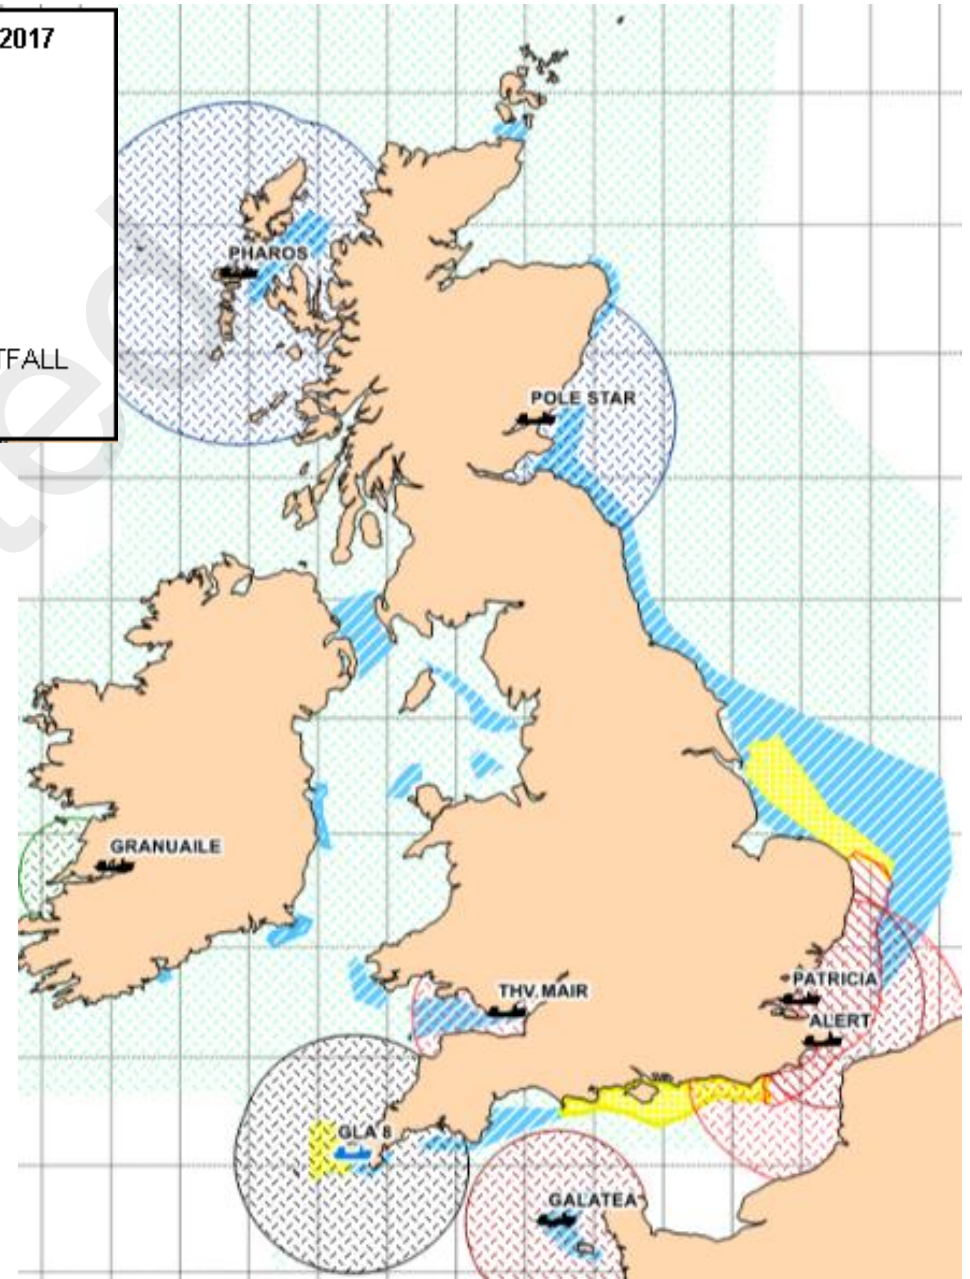 2017
TFALL
PHAROS
POLE STAR
GRANUAILE
PATRICIA
THV. MAIR
ALERT
GLA 8
GALATEA